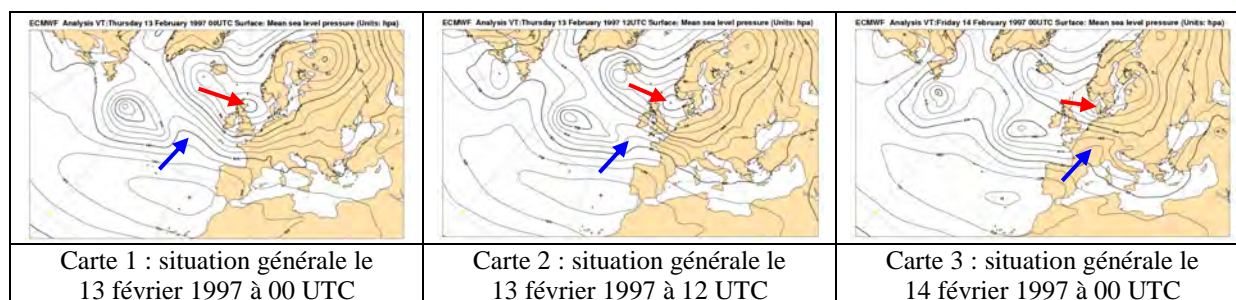 ECMWF Analysis VT:Thursday 13 February 1997 00UTC Surface: Mean sea level pressure (Units: hpa)
ECMWF Analysis VT:Thursday 13 February 1997 12UTC Surface: Mean sea level pressure (Units: hpa)
ECMWF Analysis VT:Friday 14 February 1997 00UTC Surface: Mean sea level pressure (Units: hpa)
Carte 1 : situation générale le
13 février 1997 à 00 UTC
Carte 2 : situation générale le
13 février 1997 à 12 UTC
Carte 3 : situation générale le
14 février 1997 à 00 UTC